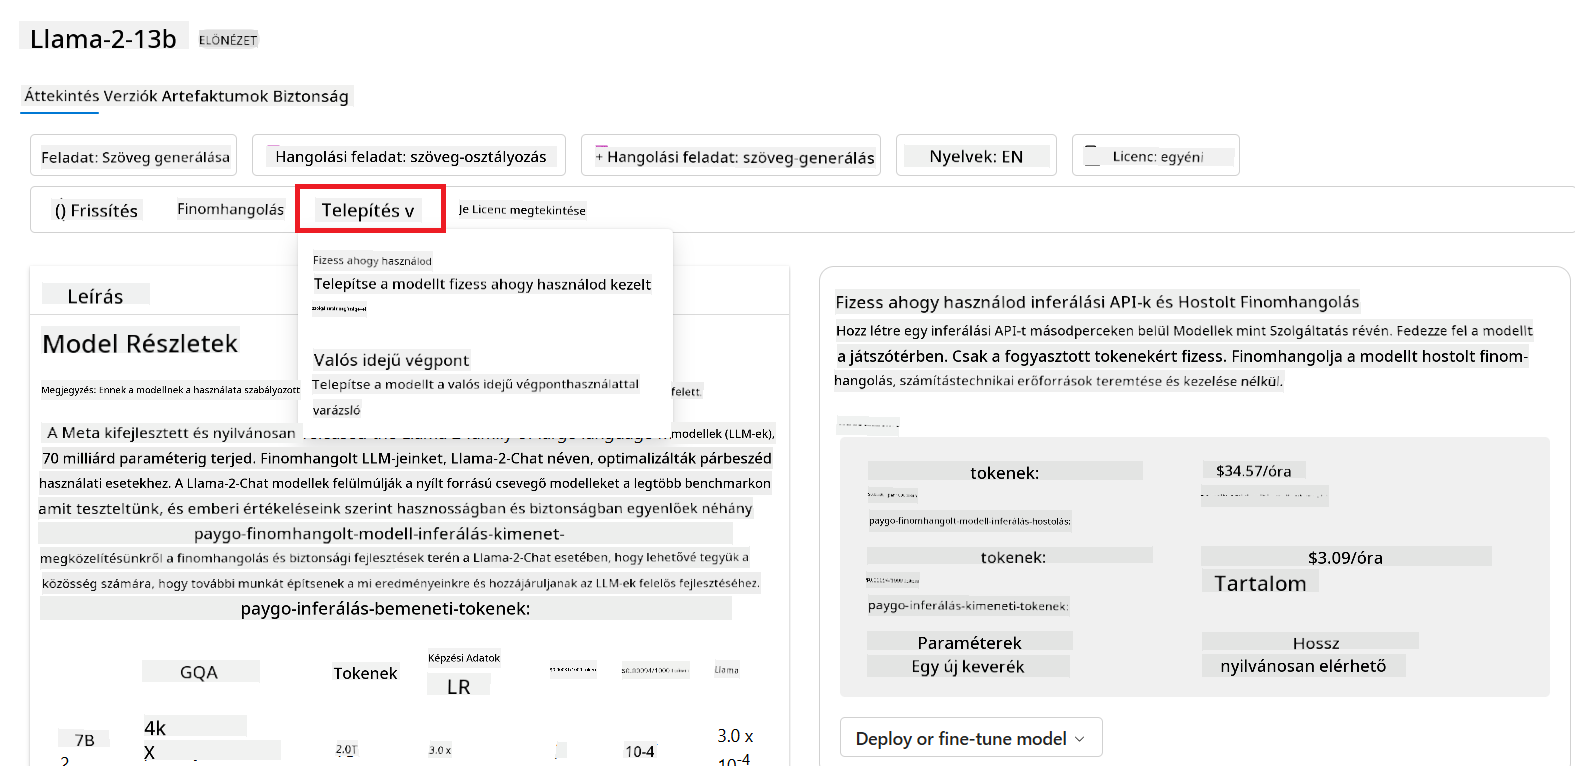 Llama-2-13b ELŐNÉZET
Áttekintés Verziók Artefaktumok Biztonság
Feladat: Szöveg generálása
Hangolási feladat: szöveg-osztályozás
+ Hangolási feladat: szöveg-generálás
Nyelvek: EN
Licenc: egyéni
() Frissítés
Finomhangolás
Telepítés v
Je Licenc megtekintése
Fizess ahogy használod
Telepítse a modellt fizess ahogy használod kezelt
Valós idejű végpont
Telepítse a modellt a valós idejű végponthasználattal
varázsló
Leírás
Model Részletek
Megjegyzés: Ennek a modellnek a használata szabályozott
felett.
A Meta kifejlesztett és nyilvánosan
modellek (LLM-ek),
70 milliárd paraméterig terjed. Finomhangolt LLM-jeinket, Llama-2-Chat néven, optimalizálták párbeszéd
használati esetekhez. A Llama-2-Chat modellek felülmúlják a nyílt forrású csevegő modelleket a legtöbb benchmarkon
amit teszteltünk, és emberi értékeléseink szerint hasznosságban és biztonságban egyenlőek néhány
paygo-finomhangolt-modell-inferálás-kimenet-
megközelítésünkről a finomhangolás és biztonsági fejlesztések terén a Llama-2-Chat esetében, hogy lehetővé tegyük a
közösség számára, hogy további munkát építsenek a mi eredményeinkre és hozzájáruljanak az LLM-ek felelős fejlesztéséhez.
paygo-inferálás-bemeneti-tokenek:
GQA
Tokenek
Képzési Adatok
LR
$0.00094/1000 tokens
Llama
7B
2
4k
X
2.0T
3.0 x
10-4
3.0 x
10-4
Fizess ahogy használod inferálási API-k és Hostolt Finomhangolás
Hozz létre egy inferálási API-t másodperceken belül Modellek mint Szolgáltatás révén. Fedezze fel a modellt
a játszótérben. Csak a fogyasztott tokenekért fizess. Finomhangolja a modellt hostolt finom-
hangolás, számítástechnikai erőforrások teremtése és kezelése nélkül.
tokenek:
$34.57/óra
paygo-finomhangolt-modell-inferálás-hostolás:
tokenek:
$3.09/óra
Tartalom
paygo-inferálás-kimeneti-tokenek:
Paraméterek
Hossz
Egy új keverék
nyilvánosan elérhető
Deploy or fine-tune model